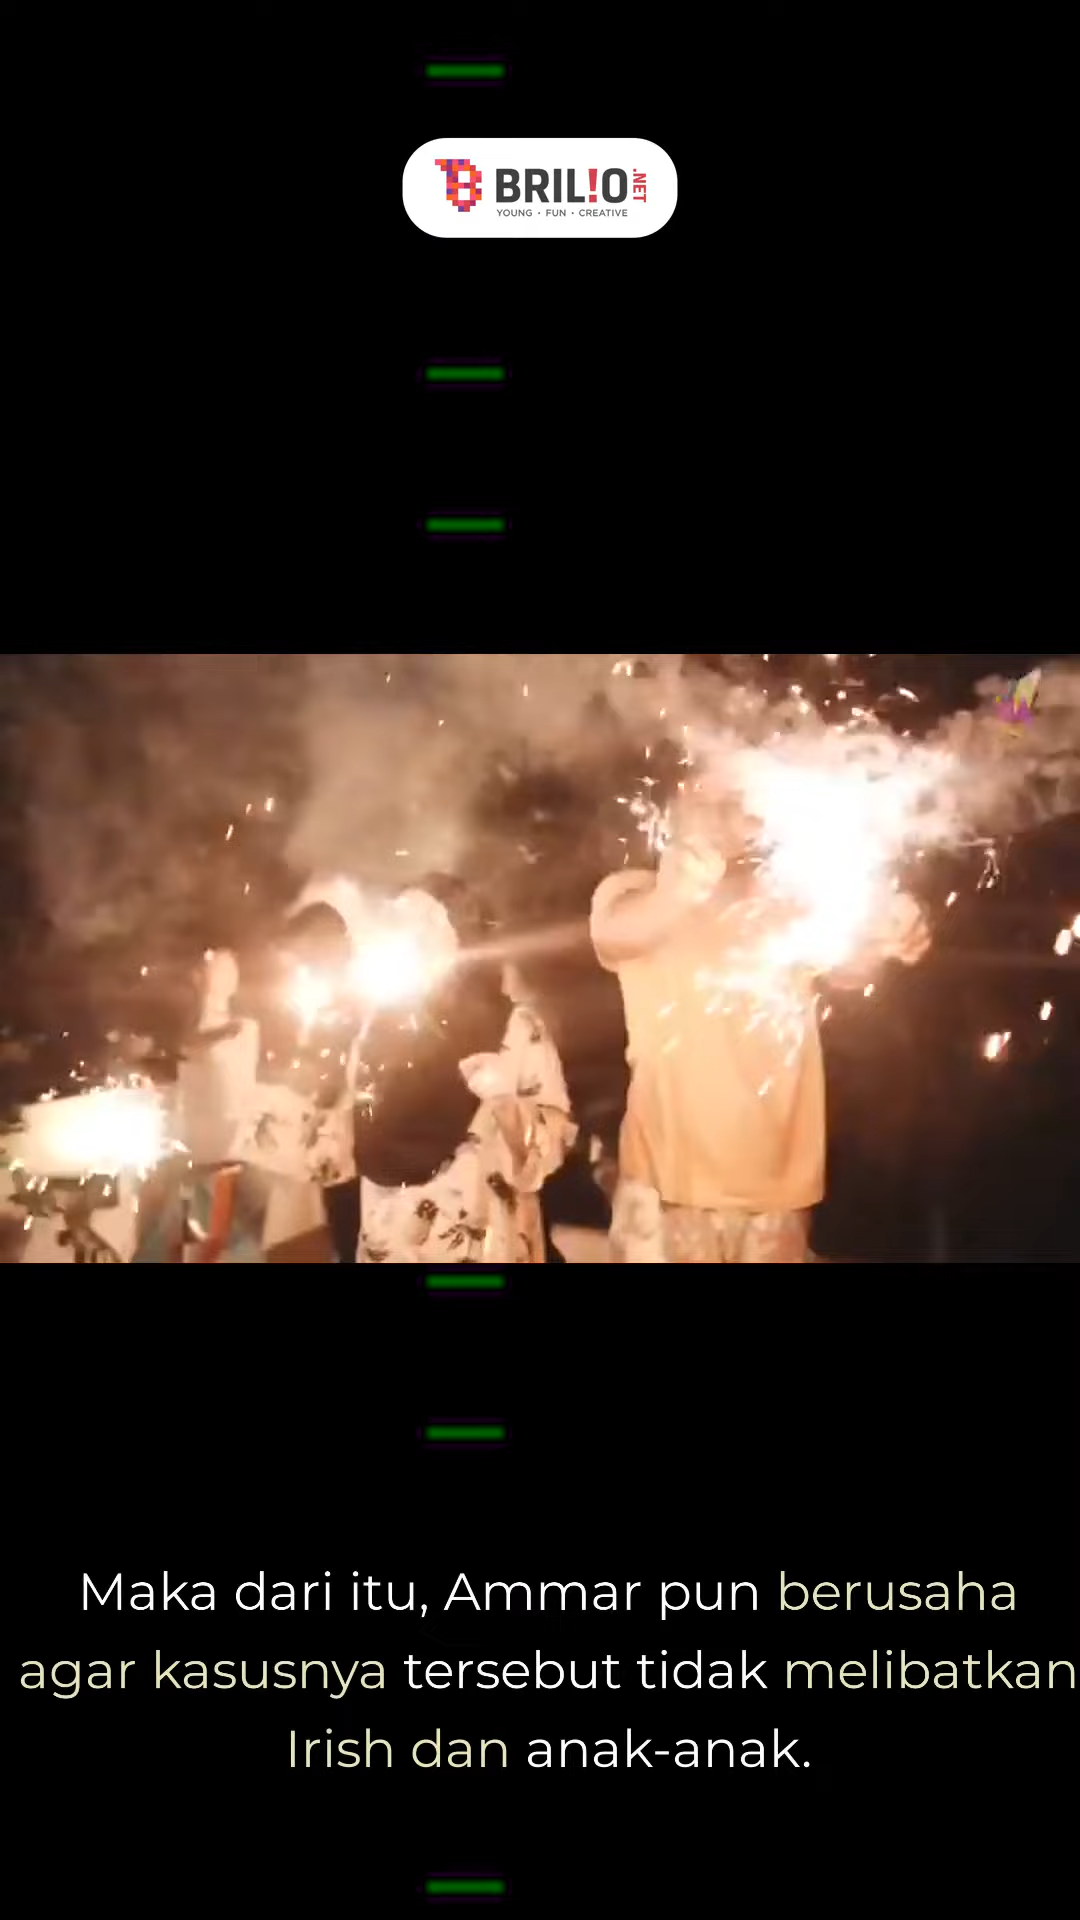 BRIL!O.NET
YOUNG · FUN · CREATIVE
Maka dari itu, Ammar pun berusaha
agar kasusnya tersebut tidak melibatkan
Irish dan anak-anak.